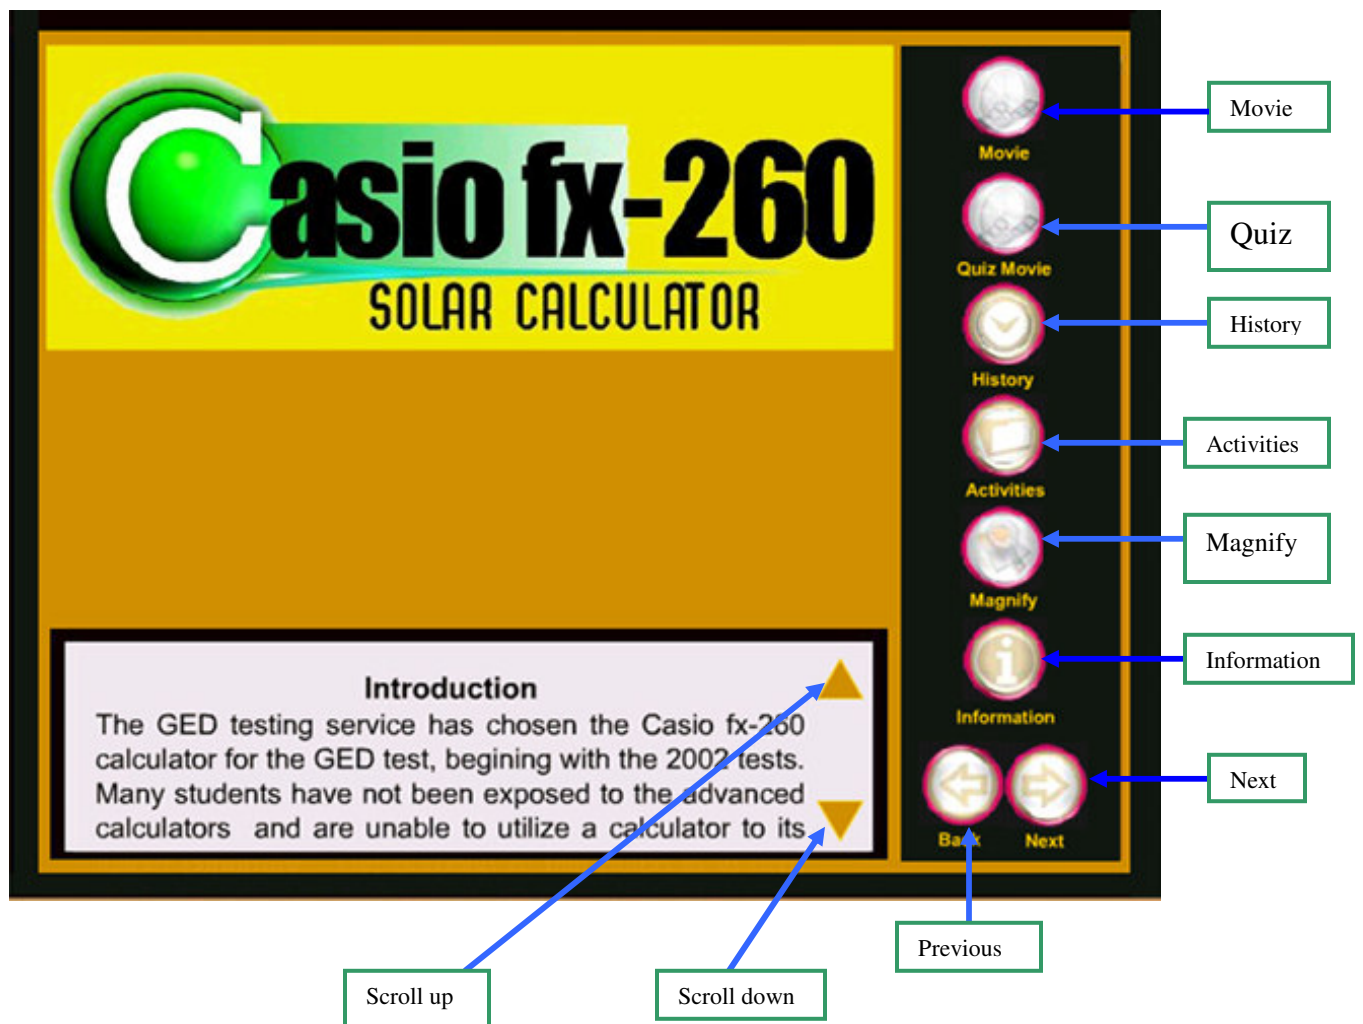 Casio fx-260
SOLAR CALCULATOR
Introduction
The GED testing service has chosen the Casio fx-260
calculator for the GED test, begining with the 2002 tests.
Many students have not been exposed to the advanced
calculators and are unable to utilize a calculator to its
Movie
Quiz Movie
History
Activities
Magnify
Information
Back Next
Movie
Quiz
History
Activities
Magnify
Information
Next
Previous
Scroll up
Scroll down